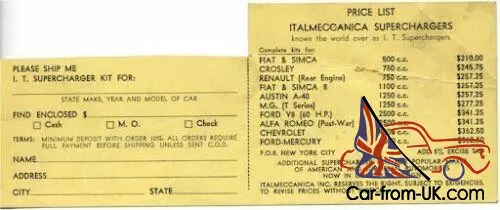 PLEASE SHIP ME
I. T. SUPERCHARGER KIT FOR:
STATE MAKE, YEAR AND MODEL OF CAR
FIND ENCLOSED $
Cash M. O. Check
TERMS: MINIMUM DEPOSIT WITH ORDER 10%. ALL ORDERS REQUIRE
FULL PAYMENT BEFORE SHIPPING UNLESS SENT C.O.D.
NAME
ADDRESS
CITY STATE
PRICE LIST
ITALMECCANICA SUPERCHARGERS
known the world over as I. T. Superchargers.
Complete kits for:
FIAT & SIMCA 500 c.c. $210.00
CROSLEY 750 c.c. $245.75
RENAULT (Rear Engine) 750 c.c. $257.25
FIAT & SIMCA 8 1100 c.c. $257.25
AUSTIN A-40 1250 c.c. $257.25
M.G. (T Series) 1250 c.c. $277.25
FORD V8 (60 H.P.) 2500 c.c. $341.25
ALFA ROMEO (Post-War) 2500 c.c. $341.25
CHEVROLET $362.50
FORD-MERCURY
F.O.B. NEW YORK CITY ADD 8% EXCISE
ADDITIONAL SUPERCHAR POPULAR
OF AMERICAN
NOW IN
ITALMECCANICA INC. RESERVES THE RIGHT, SUBJECT TO EXIGENCIES,
TO REVISE PRICES WITHOUT
Car-from-UK.com